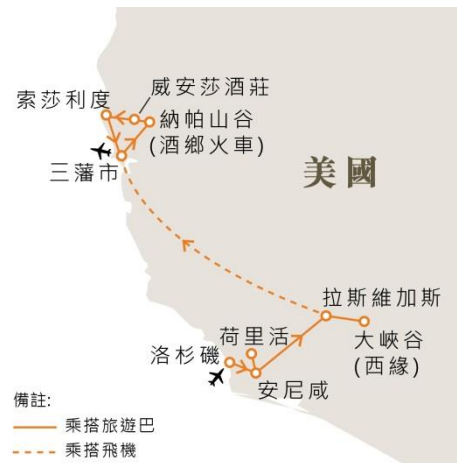 威安莎酒莊
索莎利度
納帕山谷
(酒鄉火車)
三藩市
美國
拉斯維加斯
荷里活
大峽谷
(西緣)
洛杉磯
安尼咸
備註:
乘搭旅遊巴
乘搭飛機